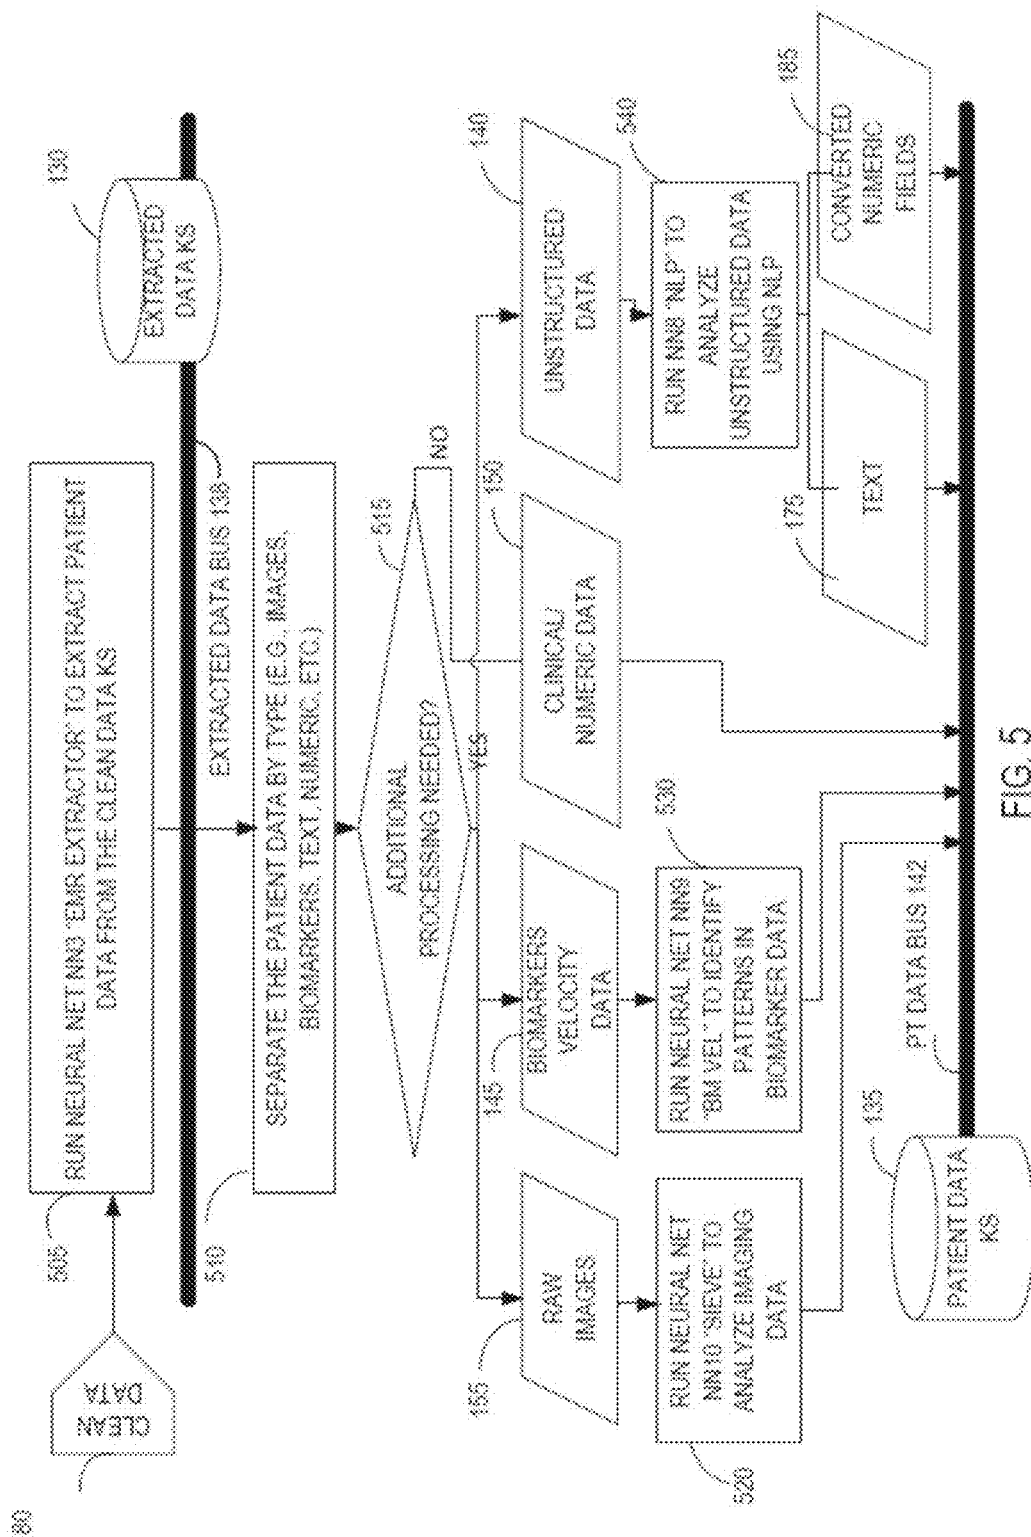 80
CLEAN
DATA
505
RUN NEURAL NET NN3 "EMR EXTRACTOR" TO EXTRACT PATIENT
DATA FROM THE CLEAN DATA KS
130
EXTRACTED
DATA KS
EXTRACTED DATA BUS 136
510
SEPARATE THE PATIENT DATA BY TYPE (E.G., IMAGES,
BIOMARKERS, TEXT, NUMERIC, ETC.)
515
ADDITIONAL
PROCESSING NEEDED?
NO
YES
155
RAW
IMAGES
145
BIOMARKERS
VELOCITY
DATA
150
CLINICAL/
NUMERIC DATA
140
UNSTRUCTURED
DATA
520
RUN NEURAL NET
NN10 "SIEVE" TO
ANALYZE IMAGING
DATA
530
RUN NEURAL NET NN9
"BM VEL" TO IDENTIFY
PATTERNS IN
BIOMARKER DATA
540
RUN NN8 "NLP" TO
ANALYZE
UNSTRUCTURED DATA
USING NLP
175
TEXT
185
CONVERTED
NUMERIC
FIELDS
135
PATIENT DATA
KS
PT DATA BUS 142
FIG. 5